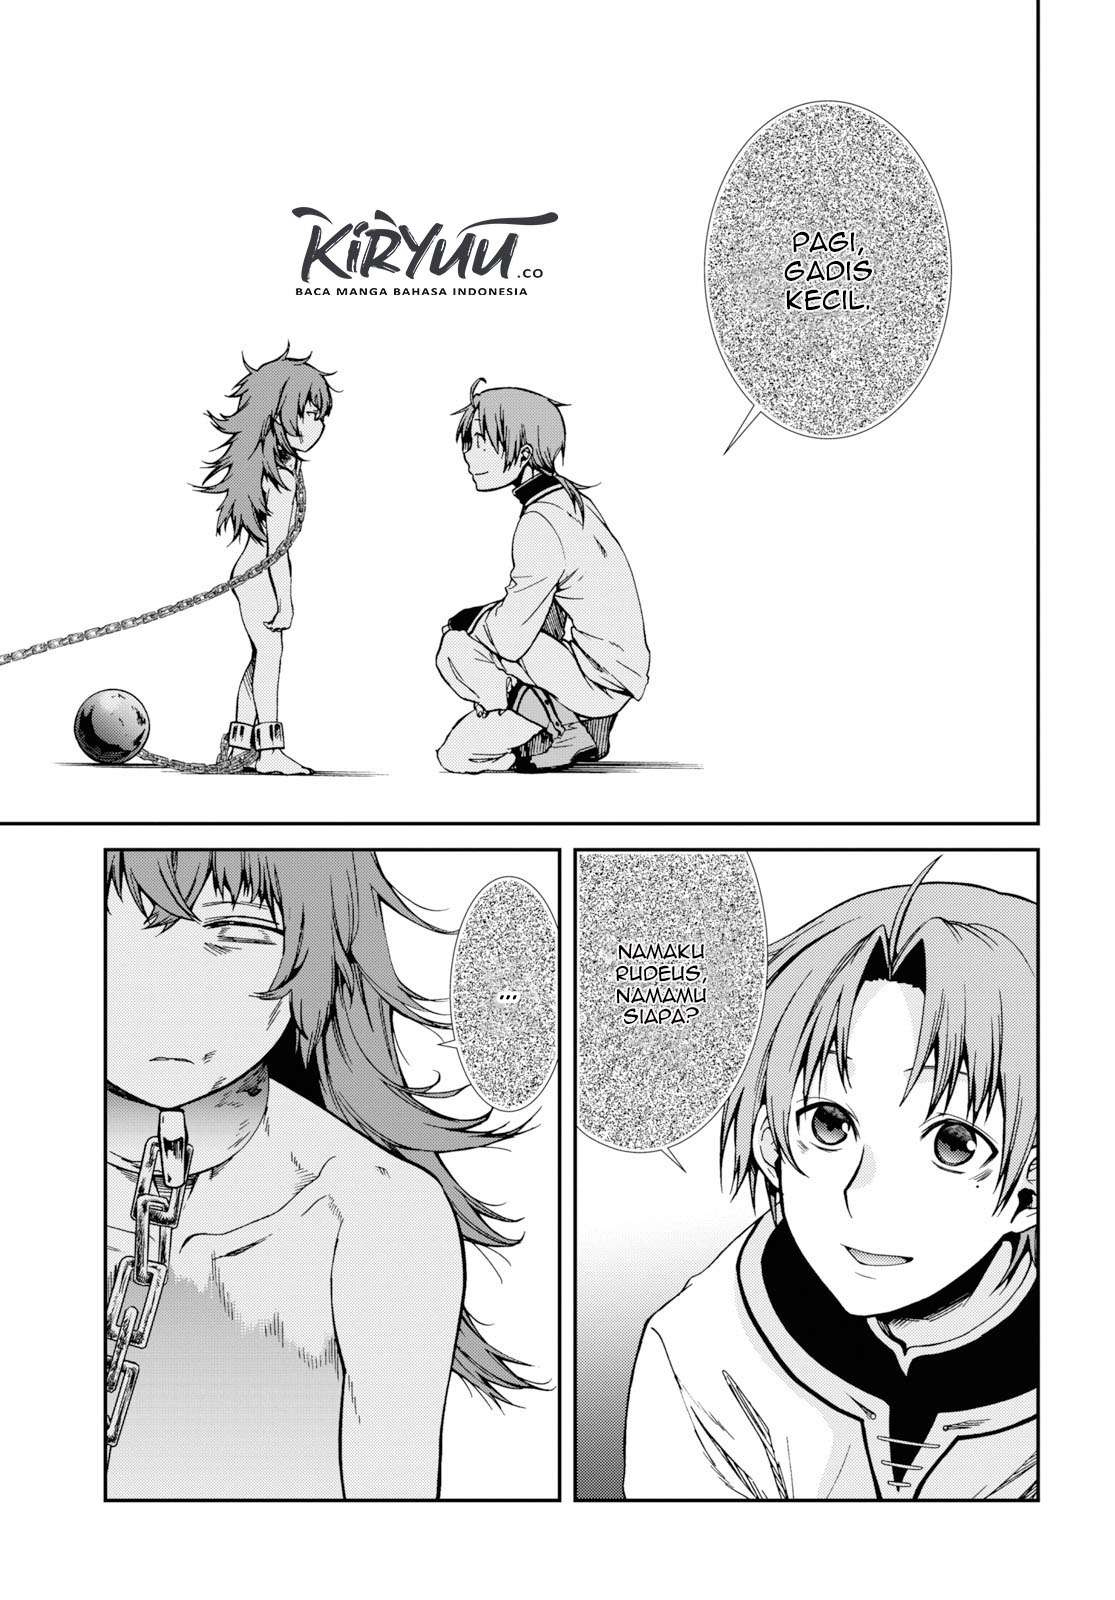 PAGI,
GADIS
KECIL.
KIRYUU.CO
BACA MANGA BAHASA INDONESIA
NAMAKU
RUDEUS,
NAMAMU
SIAPA?
...